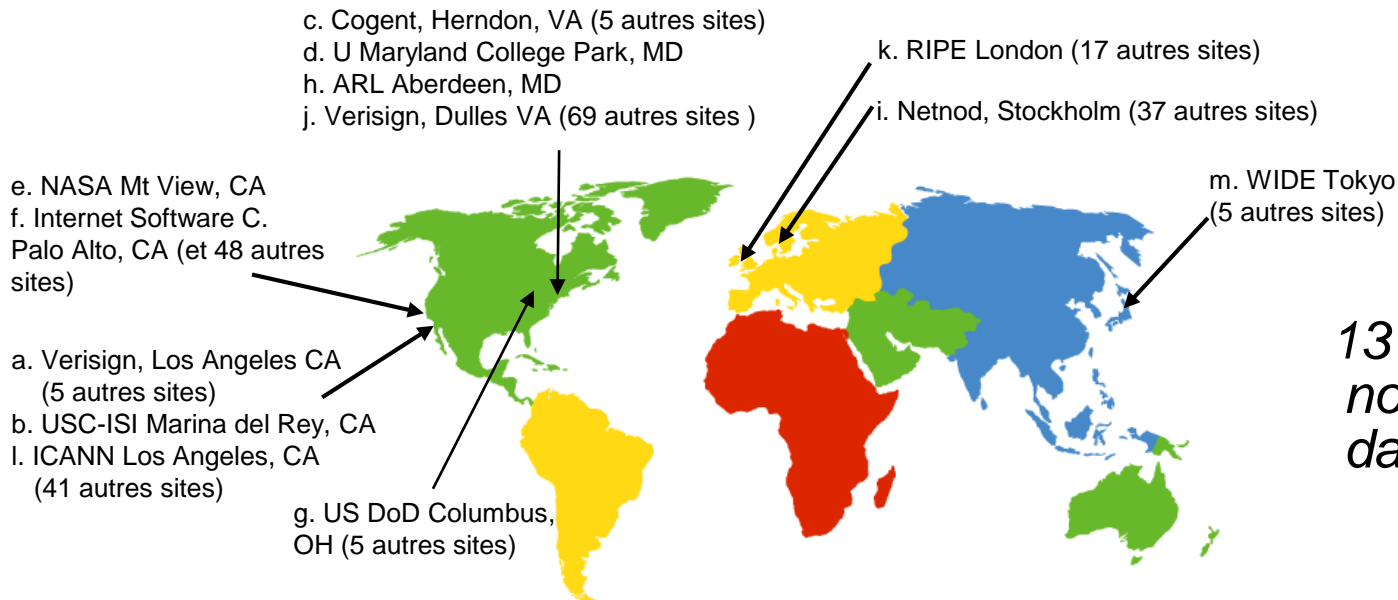 c. Cogent, Herndon, VA (5 autres sites)
d. U Maryland College Park, MD
h. ARL Aberdeen, MD
j. Verisign, Dulles VA (69 autres sites )
k. RIPE London (17 autres sites)
i. Netnod, Stockholm (37 autres sites)
m. WIDE Tokyo
(5 autres sites)
e. NASA Mt View, CA
f. Internet Software C.
Palo Alto, CA (et 48 autres
sites)
a. Verisign, Los Angeles CA
(5 autres sites)
b. USC-ISI Marina del Rey, CA
l. ICANN Los Angeles, CA
(41 autres sites)
g. US DoD Columbus,
OH (5 autres sites)
13
no
da